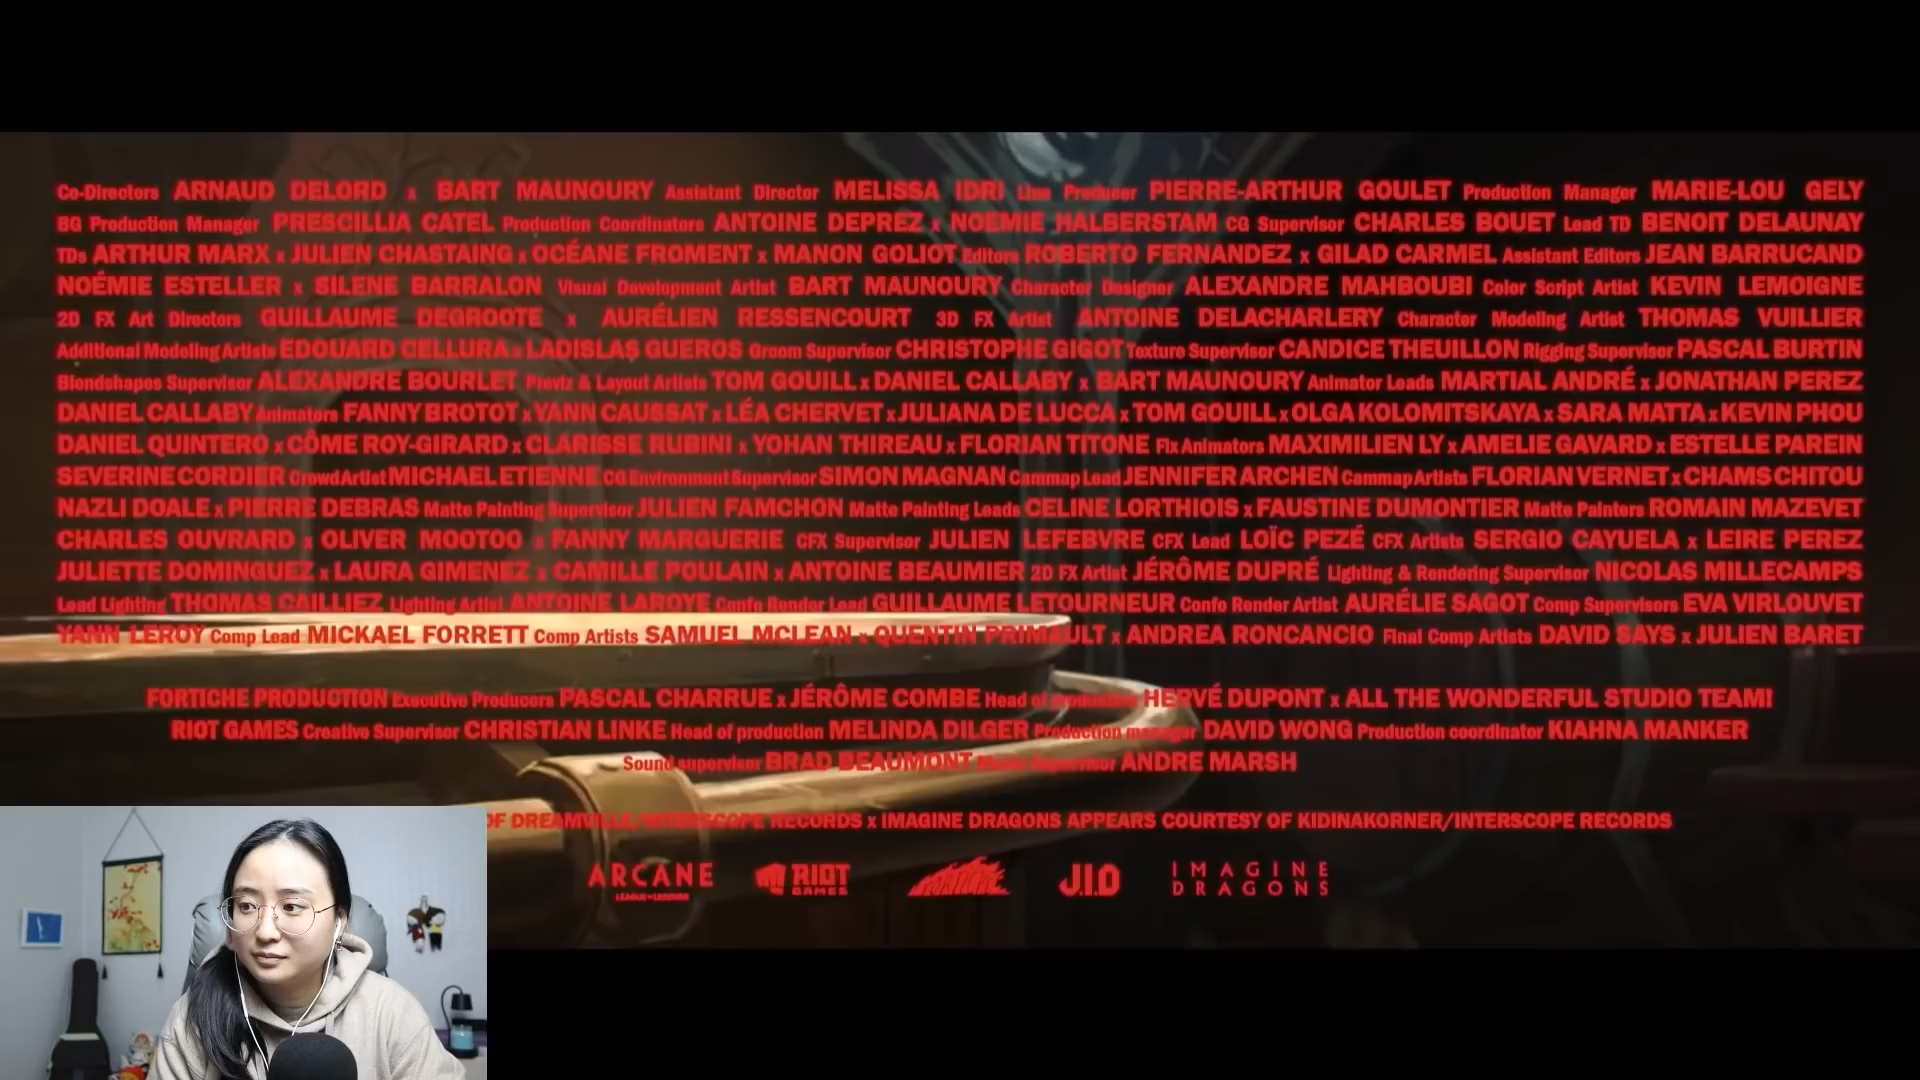 Co-Directors ARNAUD DELORD x BART MAUNOURY Assistant Director MELISSA IDRI Line Producer PIERRE-ARTHUR GOULET Production Manager MARIE-LOU GELY
BG Production Manager PRESCILLIA CATEL Production Coordinators ANTOINE DEPREZ x NOEMIE HALBERSTAM CG Supervisor CHARLES BOUET Lead TD BENOIT DELAUNAY
TDs ARTHUR MARX x JULIEN CHASTAING x OCÉANE FROMENT x MANON GOLIOT Editors ROBERTO FERNANDEZ x GILAD CARMEL Assistant Editors JEAN BARRUCAND
NOÉMIE ESTELLER x SILENE BARRALON Visual Development Artist BART MAUNOURY Character Designer ALEXANDRE MAHBOUBI Color Script Artist KEVIN LEMOIGNE
2D FX Art Directors GUILLAUME DEGROOTE x AURÉLIEN RESSENCOURT 3D FX Artist ANTOINE DELACHARLERY Character Modeling Artist THOMAS VUILLIER
Additional Modeling Artists EDOUARD CELLURA x LADISLAS GUEROS Groom Supervisor CHRISTOPHE GIGOT Texture Supervisor CANDICE THEUILLON Rigging Supervisor PASCAL BURTIN
Blendshapes Supervisor ALEXANDRE BOURLET Previz & Layout Artists TOM GOUILL x DANIEL CALLABY x BART MAUNOURY Animator Leads MARTIAL ANDRÉ x JONATHAN PEREZ
DANIEL CALLABY Animators FANNY BROTOT x YANN CAUSSAT x LÉA CHERVET x JULIANA DE LUCCA x TOM GOUILL x OLGA KOLOMITSKAYA x SARA MATTA x KEVIN PHOU
DANIEL QUINTERO x CÔME ROY-GIRARD x CLARISSE RUBINI x YOHAN THIREAU x FLORIAN TITONE Fix Animators MAXIMILIEN LY x AMELIE GAVARD x ESTELLE PAREIN
SEVERINE CORDIER Crowd Artist MICHAEL ETIENNE CG Environment Supervisor SIMON MAGNAN Cammap Lead JENNIFER ARCHEN Cammap Artists FLORIAN VERNET x CHAMS CHITOU
NAZLI DOALE x PIERRE DEBRAS Matte Painting Supervisor JULIEN FAMCHON Matte Painting Leads CELINE LORTHIOIS x FAUSTINE DUMONTIER Matte Painters ROMAIN MAZEVET
CHARLES OUVRARD x OLIVER MOOTOO x FANNY MARGUERIE CFX Supervisor JULIEN LEFEBVRE CFX Lead LOÏC PEZÉ CFX Artists SERGIO CAYUELA x LEIRE PEREZ
JULIETTE DOMINGUEZ x LAURA GIMENEZ x CAMILLE POULAIN x ANTOINE BEAUMIER 2D FX Artist JÉRÔME DUPRÉ Lighting & Rendering Supervisor NICOLAS MILLECAMPS
Lead Lighting THOMAS CAILLIEZ Lighting Artist ANTOINE LAROYE Confo Render Lead GUILLAUME LETOURNEUR Confo Render Artist AURÉLIE SAGOT Comp Supervisors EVA VIRLOUVET
YANN LEROY Comp Lead MICKAEL FORRETT Comp Artists SAMUEL MCLEAN x QUENTIN PRIMAULT x ANDREA RONCANCIO Final Comp Artists DAVID SAYS x JULIEN BARET
FORTICHE PRODUCTION Executive Producers PASCAL CHARRUE x JÉRÔME COMBE Head of production HERVÉ DUPONT x ALL THE WONDERFUL STUDIO TEAM!
RIOT GAMES Creative Supervisor CHRISTIAN LINKE Head of production MELINDA DILGER Production manager DAVID WONG Production coordinator KIAHNA MANKER
Sound supervisor BRAD BEAUMONT Music Supervisor ANDRE MARSH
OF DREAMVILLE/INTERSCOPE RECORDS x IMAGINE DRAGONS APPEARS COURTESY OF KIDINAKORNER/INTERSCOPE RECORDS
ARCANE LEAGUE OF LEGENDS RIOT GAMES FORTICHE J.I.D IMAGINE DRAGONS